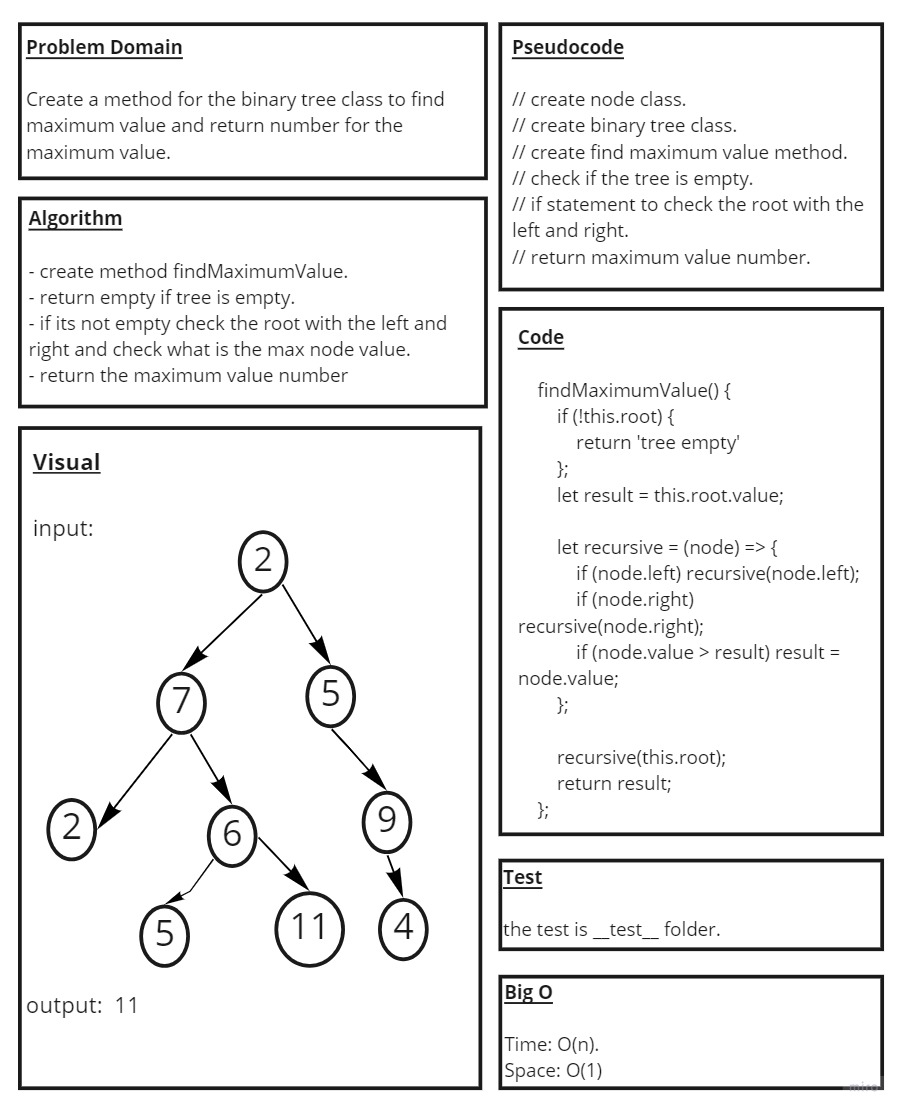 Problem Domain
Create a method for the binary tree class to find
maximum value and return number for the
maximum value.
Algorithm
- create method findMaximumValue.
- return empty if tree is empty.
- if its not empty check the root with the left and
right and check what is the max node value.
- return the maximum value number
Visual
input:
2
7
5
2
6
9
5
11
4
output: 11
Pseudocode
// create node class.
// create binary tree class.
// create find maximum value method.
// check if the tree is empty.
// if statement to check the root with the
left and right.
// return maximum value number.
Code
findMaximumValue() {
if (!this.root) {
return 'tree empty'
};
let result = this.root.value;
let recursive = (node) => {
if (node.left) recursive(node.left);
if (node.right)
recursive(node.right);
if (node.value > result) result =
node.value;
};
recursive(this.root);
return result;
};
Test
the test is __test__ folder.
Big O
Time: O(n).
Space: O(1)
miro